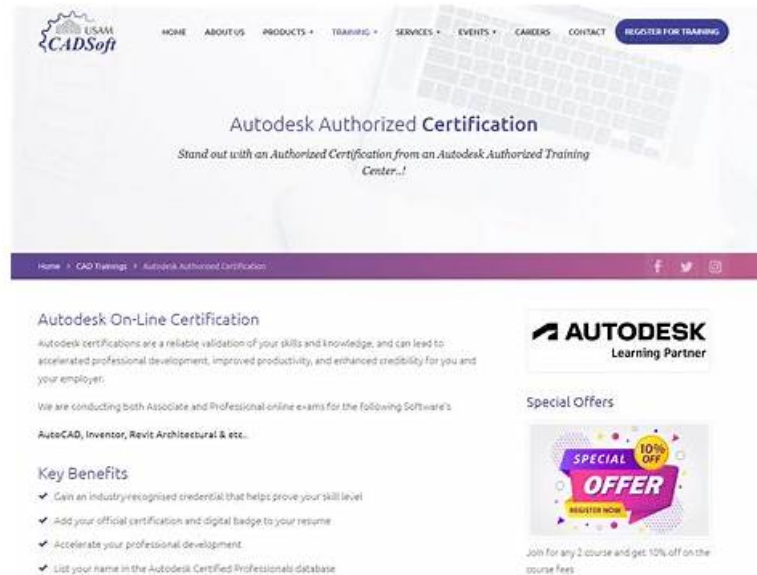 USAM
CADSoft
HOME ABOUT US PRODUCTS TRAINING SERVICES EVENTS CAREERS CONTACT REGISTER FOR TRAINING
Autodesk Authorized Certification
Stand out with an Authorized Certification from an Autodesk Authorized Training
Center..!
Home > CAD Trainings > Autodesk Authorized Certification
Autodesk On-Line Certification
Autodesk certifications are a reliable validation of your skills and knowledge, and can lead to
accelerated professional development, improved productivity, and enhanced credibility for you and
your employer.
We are conducting both Associate and Professional online exams for the following Software's
AutoCAD, Inventor, Revit Architectural & etc..
Key Benefits
Gain an industry-recognised credential that helps prove your skill level
Add your official certification and digital badge to your resume
Accelerate your professional development
List your name in the Autodesk Certified Professionals database
AUTODESK
Learning Partner
Special Offers
SPECIAL
10%
OFF
OFFER
REGISTER NOW
Join for any 2 course and get 10% off on the
course fees